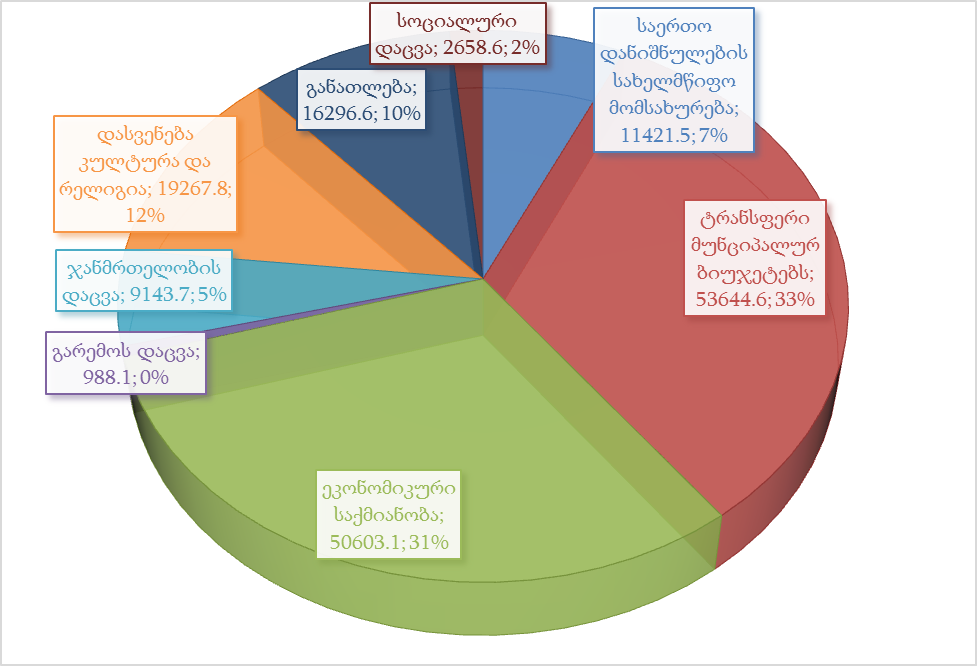 სოციალური
დაცვა; 2658.6; 2%
საერთო
დანიშნულების
სახელმწიფო
მომსახურება;
11421.5; 7%
განათლება;
16296.6; 10%
დასვენება
კულტურა და
რელიგია; 19267.8;
12%
ტრანსფერი
მუნციპალურ
ბიუჯეტებს;
53644.6; 33%
ჯანმრთელობის
დაცვა; 9143.7; 5%
გარემოს დაცვა;
988.1; 0%
ეკონომიკური
საქმიანობა;
50603.1; 31%